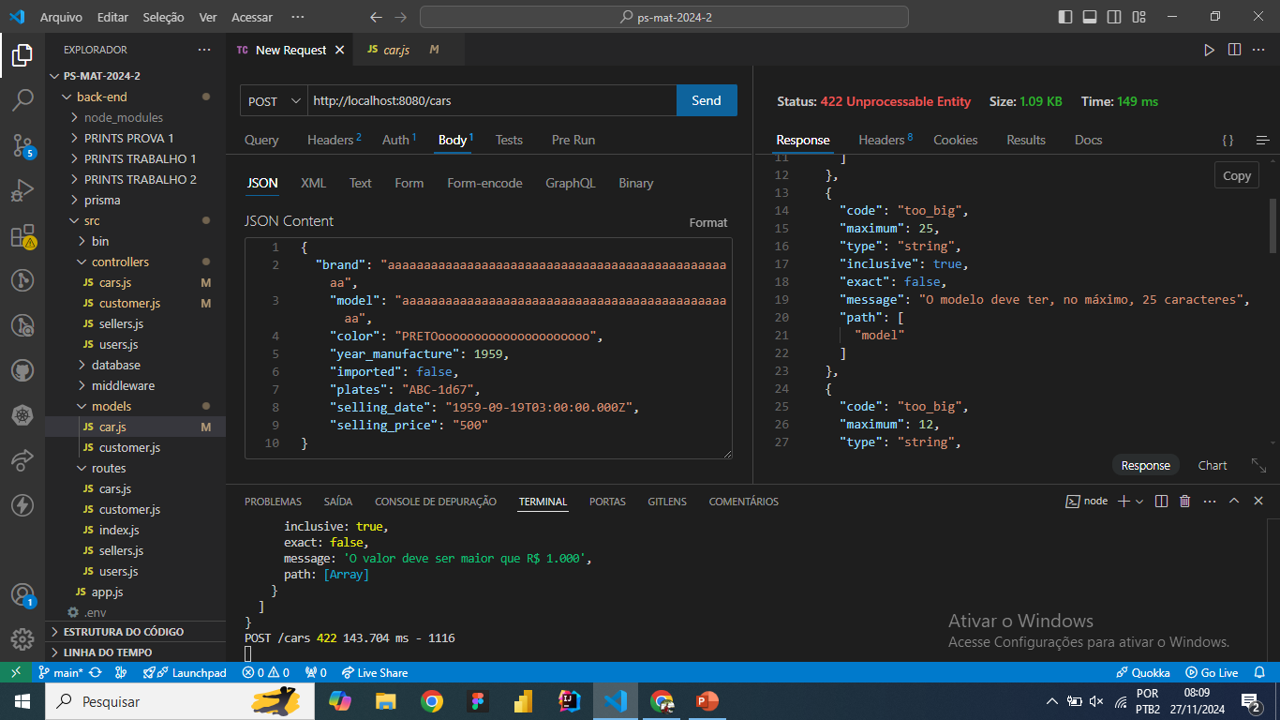 Arquivo Editar Seleção Ver Acessar ··· ps-mat-2024-2
EXPLORADOR ···
PS-MAT-2024-2
back-end
node_modules
PRINTS PROVA 1
PRINTS TRABALHO 1
PRINTS TRABALHO 2
prisma
src
bin
controllers
JS cars.js M
JS customer.js M
JS sellers.js
JS users.js
database
middleware
models
JS car.js M
JS customer.js
routes
JS cars.js
JS customer.js
JS index.js
JS sellers.js
JS users.js
JS app.js
.env
ESTRUTURA DO CÓDIGO
LINHA DO TEMPO
5
1
TC New Request
JS car.js M
POST http://localhost:8080/cars Send
Query Headers 2 Auth 1 Body 1 Tests Pre Run
JSON XML Text Form Form-encode GraphQL Binary
JSON Content Format
1 {
2 "brand": "aaaaaaaaaaaaaaaaaaaaaaaaaaaaaaaaaaaaaaaaaaaaaaa
aa",
3 "model": "aaaaaaaaaaaaaaaaaaaaaaaaaaaaaaaaaaaaaaaaaaaaa
aa",
4 "color": "PRETOooooooooooooooooooooo",
5 "year_manufacture": 1959,
6 "imported": false,
7 "plates": "ABC-1d67",
8 "selling_date": "1959-09-19T03:00:00.000Z",
9 "selling_price": "500"
10 }
Status: 422 Unprocessable Entity Size: 1.09 KB Time: 149 ms
Response Headers 8 Cookies Results Docs { }
Copy
11 ]
12 },
13 {
14 "code": "too_big",
15 "maximum": 25,
16 "type": "string",
17 "inclusive": true,
18 "exact": false,
19 "message": "O modelo deve ter, no máximo, 25 caracteres",
20 "path": [
21 "model"
22 ]
23 },
24 {
25 "code": "too_big",
26 "maximum": 12,
27 "type": "string",
Response Chart
PROBLEMAS SAÍDA CONSOLE DE DEPURAÇÃO TERMINAL PORTAS GITLENS COMENTÁRIOS node
inclusive: true,
exact: false,
message: 'O valor deve ser maior que R$ 1.000',
path: [Array]
}
]
}
POST /cars 422 143.704 ms - 1116
Ativar o Windows
Acesse Configurações para ativar o Windows.
main* Launchpad 0 0 0 Live Share Quokka Go Live
Pesquisar
POR
PTB2
08:09
27/11/2024
2